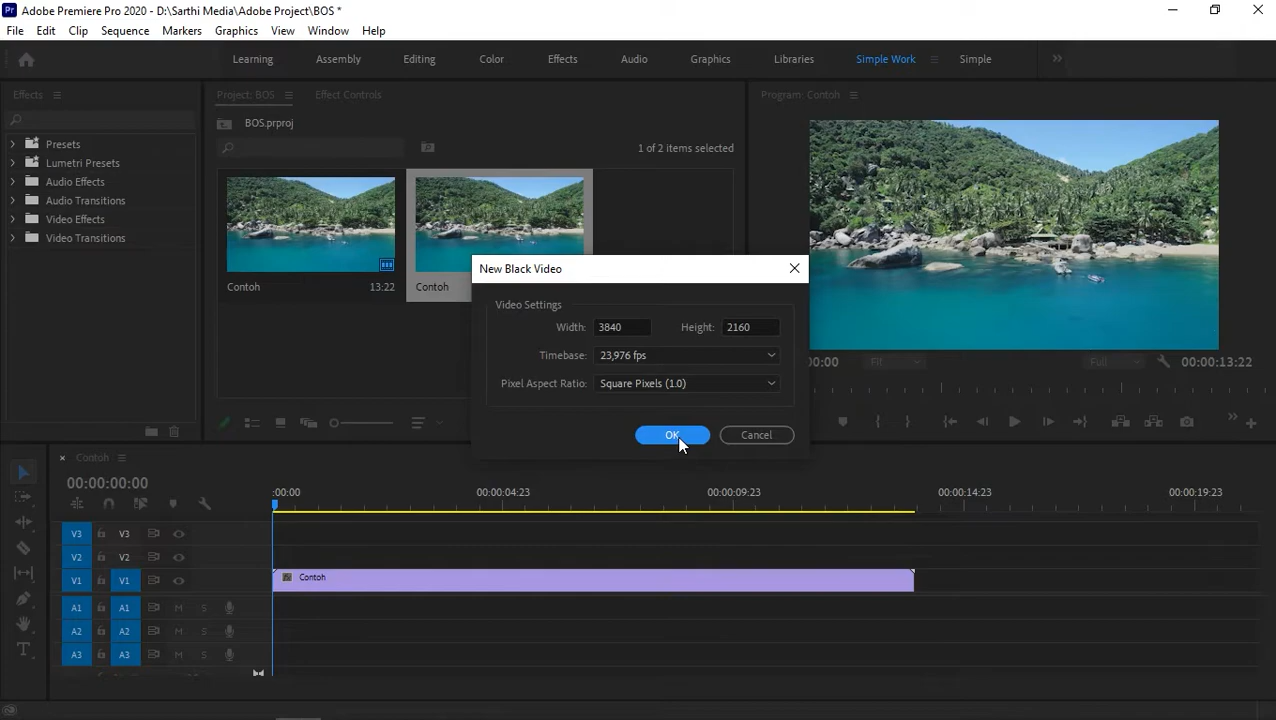 Pr Adobe Premiere Pro 2020 - D:\Sarthi Media\Adobe Project\BOS *
File Edit Clip Sequence Markers Graphics View Window Help
Learning Assembly Editing Color Effects Audio Graphics Libraries Simple Work Simple
Effects
Presets
Lumetri Presets
Audio Effects
Audio Transitions
Video Effects
Video Transitions
Project: BOS Effect Controls
BOS.prproj
1 of 2 items selected
Contoh 13:22
Contoh
Program: Contoh
:00:00 Fit Full 00:00:13:22
New Black Video
Video Settings
Width: 3840 Height: 2160
Timebase: 23,976 fps
Pixel Aspect Ratio: Square Pixels (1.0)
OK Cancel
× Contoh
00:00:00:00
:00:00 00:00:04:23 00:00:09:23 00:00:14:23 00:00:19:23
V3 V3
V2 V2
V1 V1 Contoh
A1 A1 M S
A2 A2 M S
A3 A3 M S